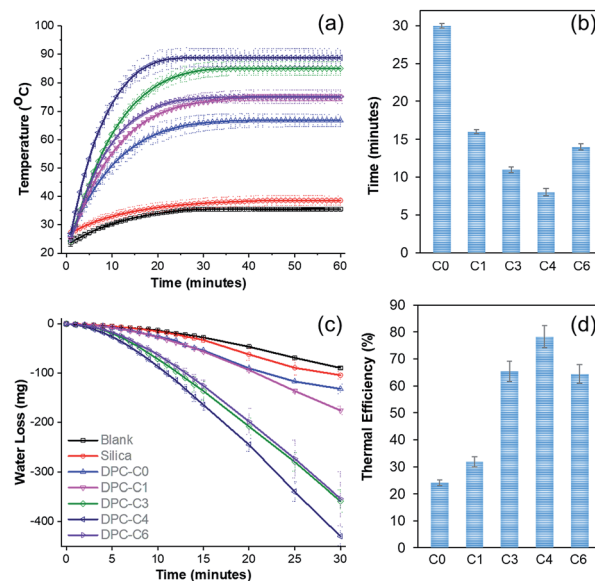 (a)
Temperature (°C)
100
90
80
70
60
50
40
30
20
0 10 20 30 40 50 60
Time (minutes)
(b)
Time (minutes)
30
25
20
15
10
5
0
C0 C1 C3 C4 C6
(c)
Water Loss (mg)
0
-100
-200
-300
-400
Blank
Silica
DPC-C0
DPC-C1
DPC-C3
DPC-C4
DPC-C6
0 5 10 15 20 25 30
Time (minutes)
(d)
Thermal Efficiency (%)
90
80
70
60
50
40
30
20
10
0
C0 C1 C3 C4 C6